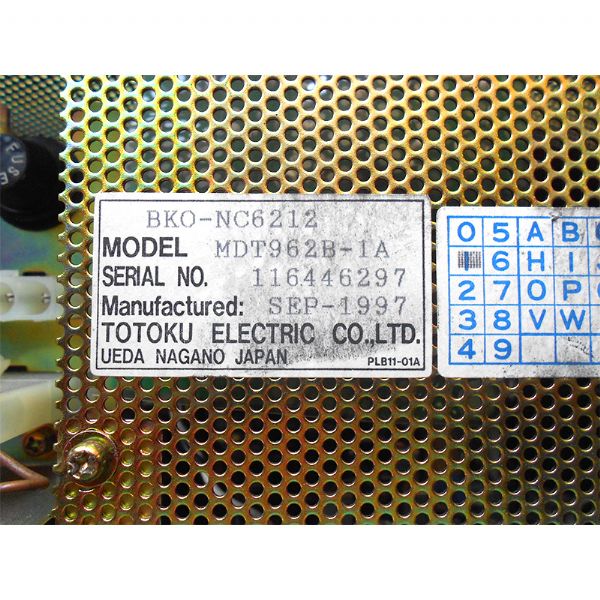 FUSE
BKO-NC6212
MODEL MDT962B-1A
SERIAL NO. 116446297
Manufactured: SEP-1997
TOTOKU ELECTRIC CO.,LTD.
UEDA NAGANO JAPAN PLB11-01A
0 5 A B
6 H I
2 7 O P
3 8 V W
4 9